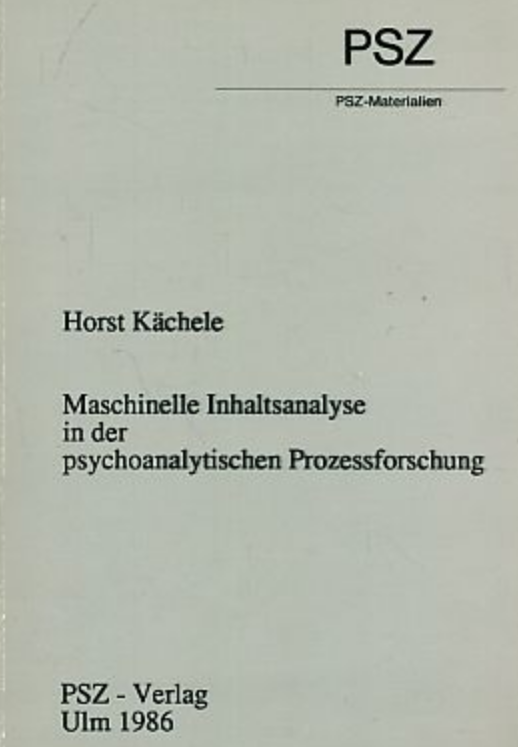 PSZ
PSZ-Materialien
Horst Kächele
Maschinelle Inhaltsanalyse
in der
psychoanalytischen Prozessforschung
PSZ - Verlag
Ulm 1986